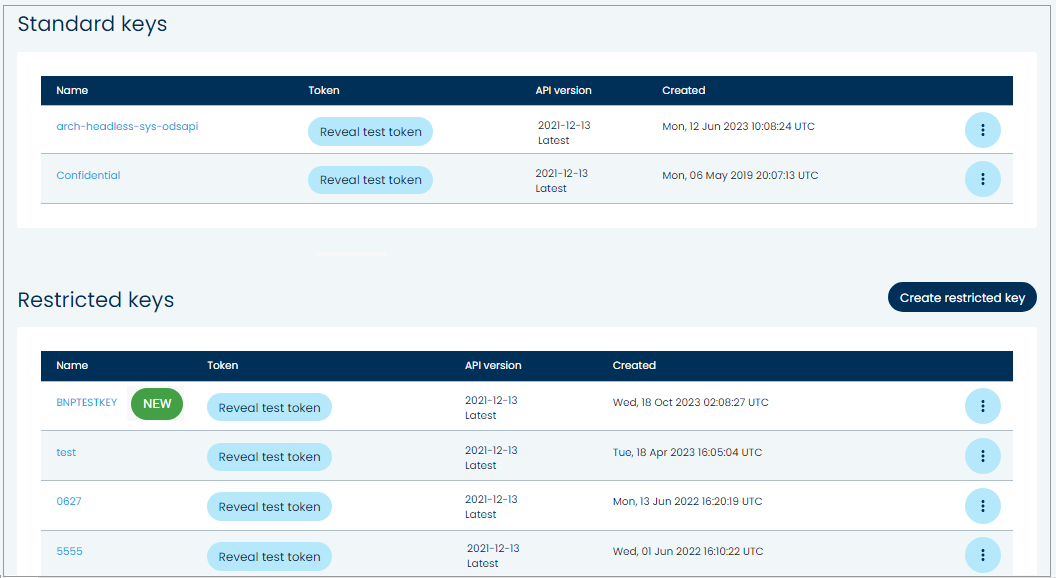 Standard keys
Name Token API version Created
arch-headless-sys-odsapi Reveal test token 2021-12-13 Mon, 12 Jun 2023 10:08:24 UTC
Latest
Confidential Reveal test token 2021-12-13 Mon, 06 May 2019 20:07:13 UTC
Latest
Restricted keys Create restricted key
Name Token API version Created
BNPTESTKEY NEW Reveal test token 2021-12-13 Wed, 18 Oct 2023 02:08:27 UTC
Latest
test Reveal test token 2021-12-13 Tue, 18 Apr 2023 16:05:04 UTC
Latest
0627 Reveal test token 2021-12-13 Mon, 13 Jun 2022 16:20:19 UTC
Latest
5555 Reveal test token 2021-12-13 Wed, 01 Jun 2022 16:10:22 UTC
Latest